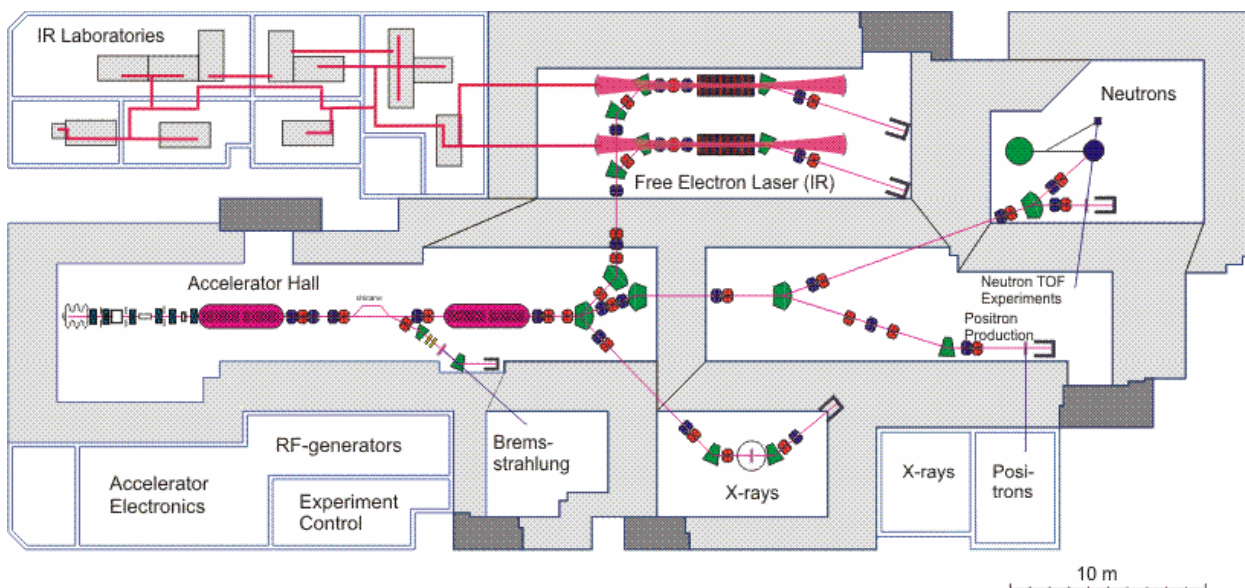 IR Laboratories
Neutrons
Free Electron Laser (IR)
Accelerator Hall
chicane
Neutron TOF
Experiments
Positron
Production
RF-generators
Accelerator
Electronics
Experiment
Control
Brems-
strahlung
X-rays
X-rays
Posi-
trons
10 m